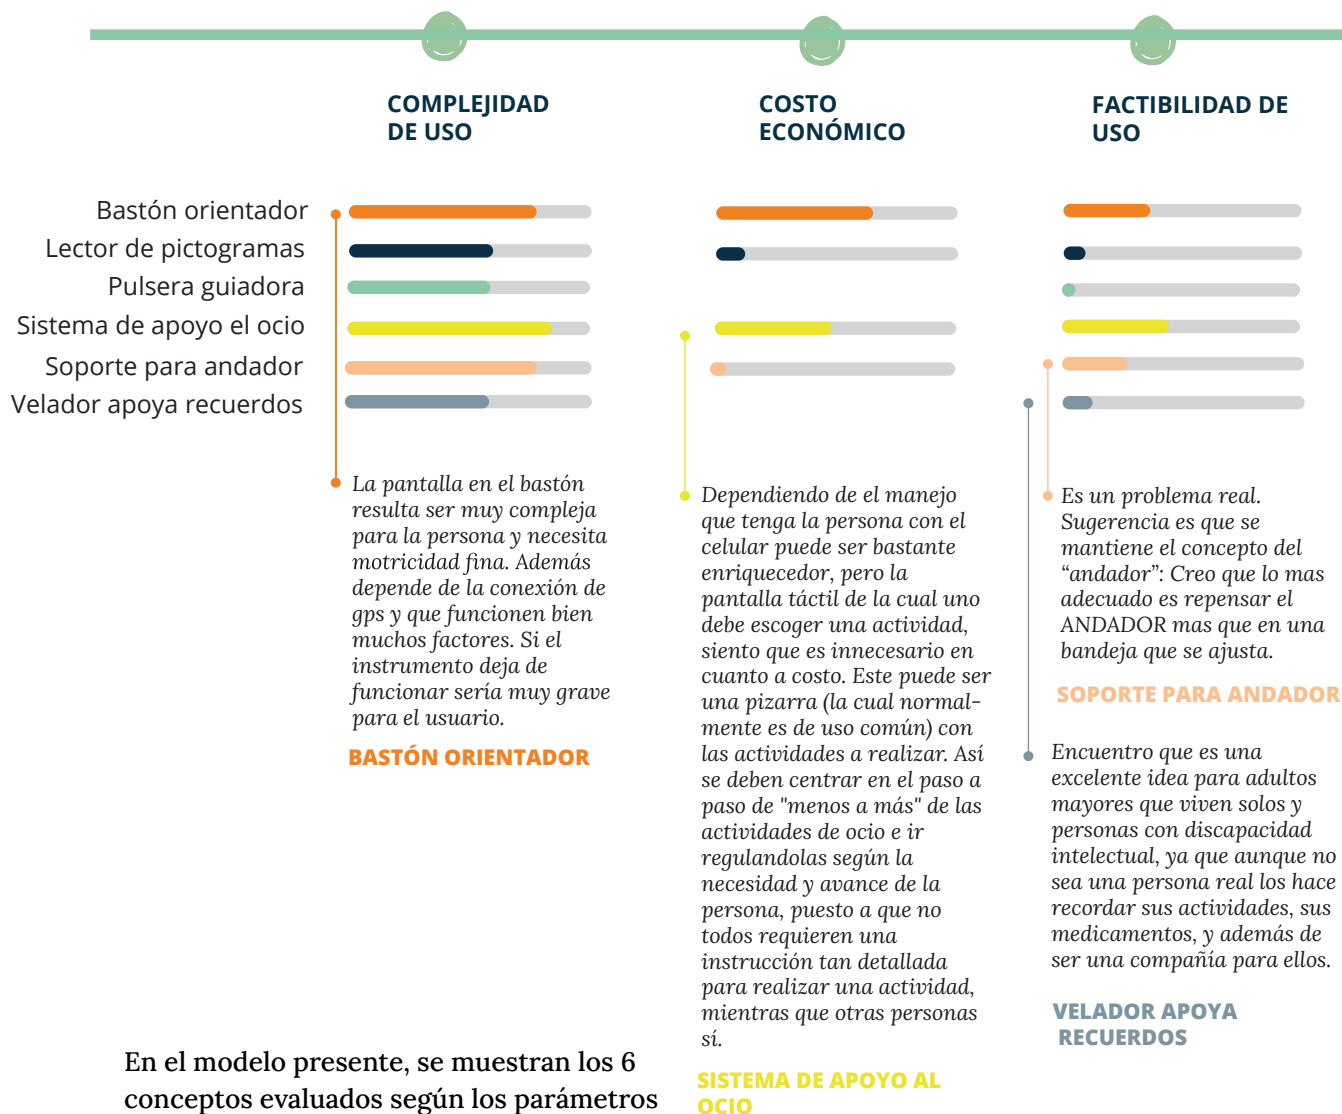 COMPLEJIDAD
DE USO
COSTO
ECONÓMICO
FACTIBILIDAD DE
USO
Bastón orientador
Lector de pictogramas
Pulsera guiadora
Sistema de apoyo el ocio
Soporte para andador
Velador apoya recuerdos
La pantalla en el bastón
resulta ser muy compleja
para la persona y necesita
motricidad fina. Además
depende de la conexión de
gps y que funcionen bien
muchos factores. Si el
instrumento deja de
funcionar sería muy grave
para el usuario.
BASTÓN ORIENTADOR
Dependiendo de el manejo
que tenga la persona con el
celular puede ser bastante
enriquecedor, pero la
pantalla táctil de la cual uno
debe escoger una actividad,
siento que es innecesario en
cuanto a costo. Este puede ser
una pizarra (la cual normal-
mente es de uso común) con
las actividades a realizar. Así
se deben centrar en el paso a
paso de "menos a más" de las
actividades de ocio e ir
regulandolas según la
necesidad y avance de la
persona, puesto a que no
todos requieren una
instrucción tan detallada
para realizar una actividad,
mientras que otras personas
sí.
SISTEMA DE APOYO AL
OCIO
Es un problema real.
Sugerencia es que se
mantiene el concepto del
“andador”: Creo que lo mas
adecuado es repensar el
ANDADOR mas que en una
bandeja que se ajusta.
SOPORTE PARA ANDADOR
Encuentro que es una
excelente idea para adultos
mayores que viven solos y
personas con discapacidad
intelectual, ya que aunque no
sea una persona real los hace
recordar sus actividades, sus
medicamentos, y además de
ser una compañía para ellos.
VELADOR APOYA
RECUERDOS
En el modelo presente, se muestran los 6
conceptos evaluados según los parámetros